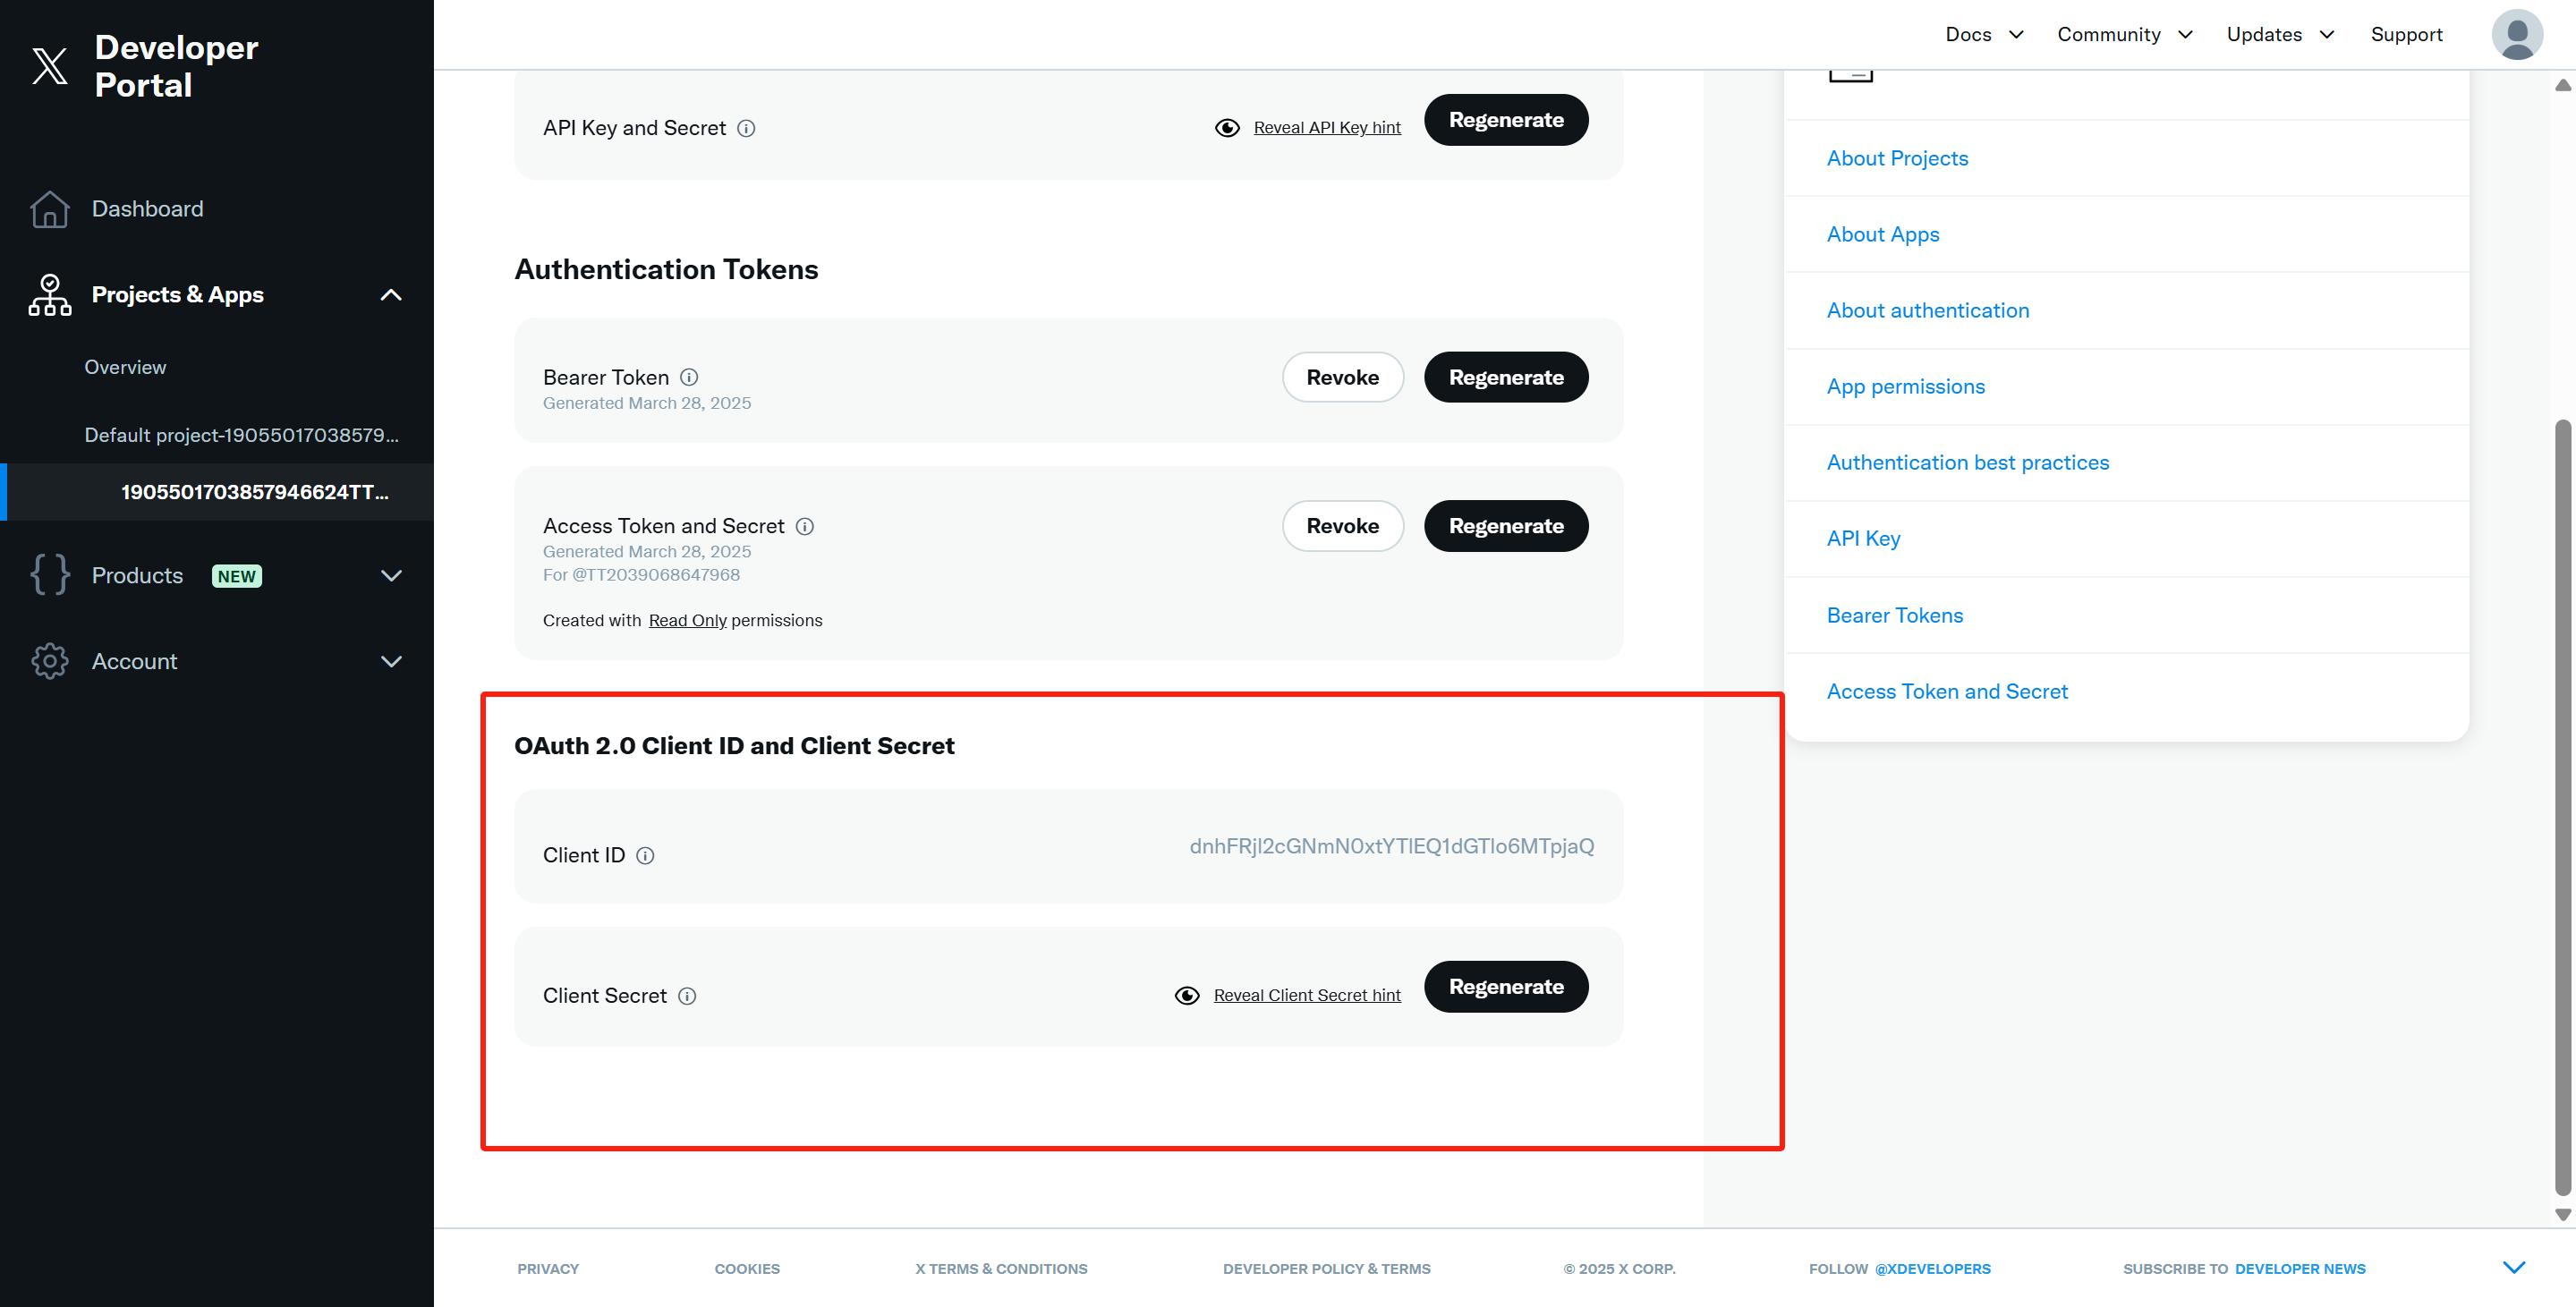 Developer
Portal
Docs
Community
Updates
Support
Dashboard
Projects & Apps
Overview
Default project-19055017038579...
1905501703857946624TT...
Products NEW
Account
API Key and Secret
Reveal API Key hint
Regenerate
Authentication Tokens
Bearer Token
Generated March 28, 2025
Revoke
Regenerate
Access Token and Secret
Generated March 28, 2025
For @TT2039068647968
Created with Read Only permissions
Revoke
Regenerate
OAuth 2.0 Client ID and Client Secret
Client ID
dnhFRjl2cGNmN0xtYTlEQ1dGTlo6MTpjaQ
Client Secret
Reveal Client Secret hint
Regenerate
About Projects
About Apps
About authentication
App permissions
Authentication best practices
API Key
Bearer Tokens
Access Token and Secret
PRIVACY
COOKIES
X TERMS & CONDITIONS
DEVELOPER POLICY & TERMS
© 2025 X CORP.
FOLLOW @XDEVELOPERS
SUBSCRIBE TO DEVELOPER NEWS